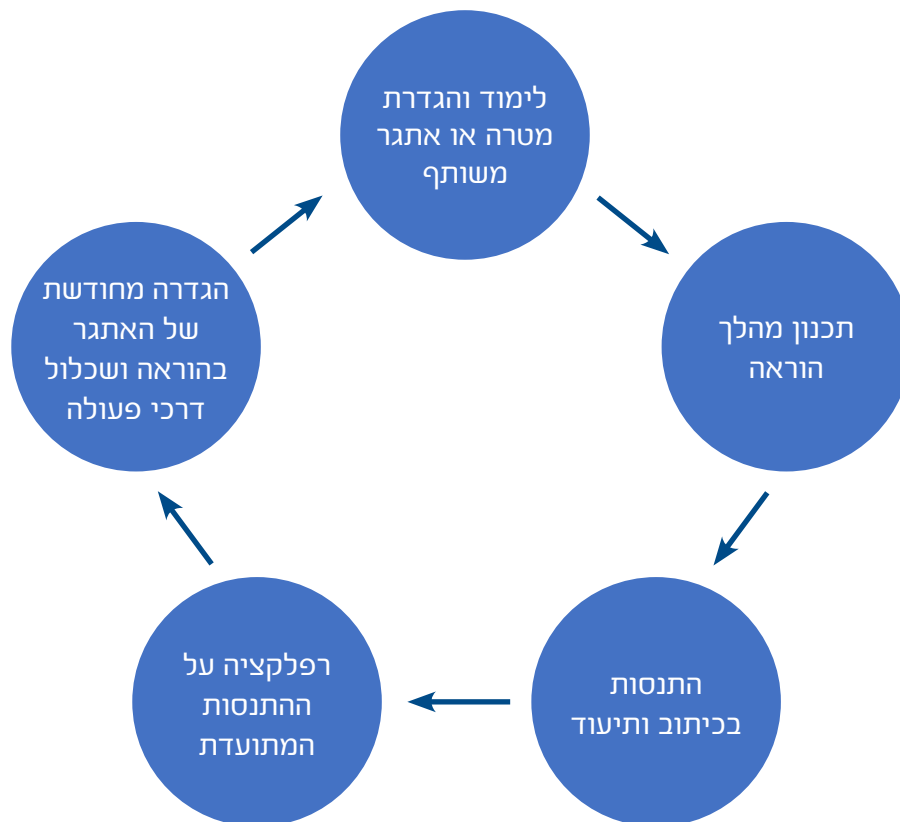 לימוד והגדרת
מטרה או אתגר
משותף
תכנון מהלך
הוראה
התנסות
בכיתוב ותיעוד
רפלקציה על
ההתנסות
המתועדת
הגדרה מחודשת
של האתגר
בהוראה ושכלול
דרכי פעולה